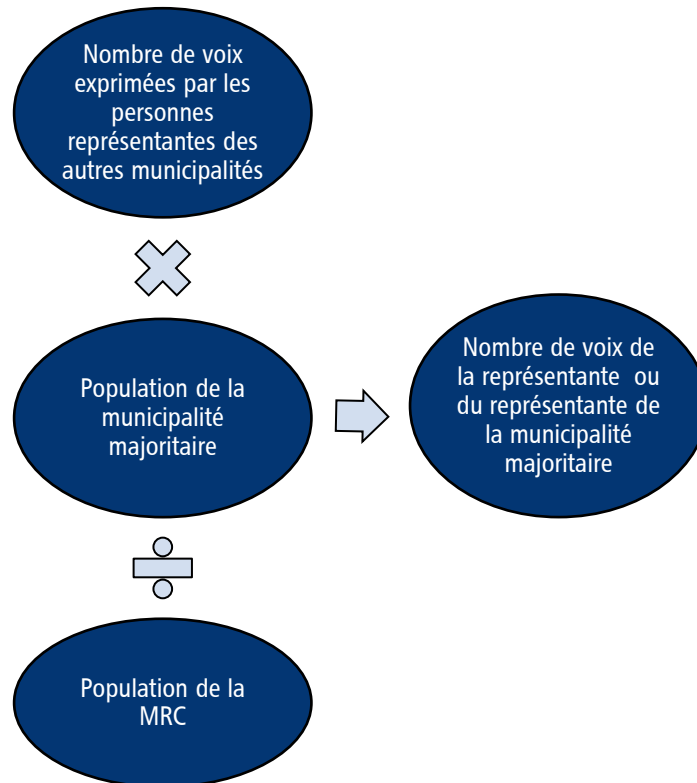 Nombre de voix
exprimées par les
personnes
représentantes des
autres municipalités
Population de la
municipalité
majoritaire
Nombre de voix de
la représentante ou
du représentante de
la municipalité
majoritaire
Population de la
MRC